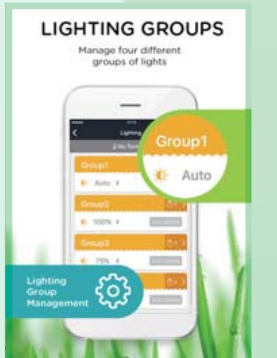 LIGHTING GROUPS
Manage four different
groups of lights
Lighting
Group1
Auto
Group1
Auto
Group2
100%
Group3
75%
Lighting
Group
Management